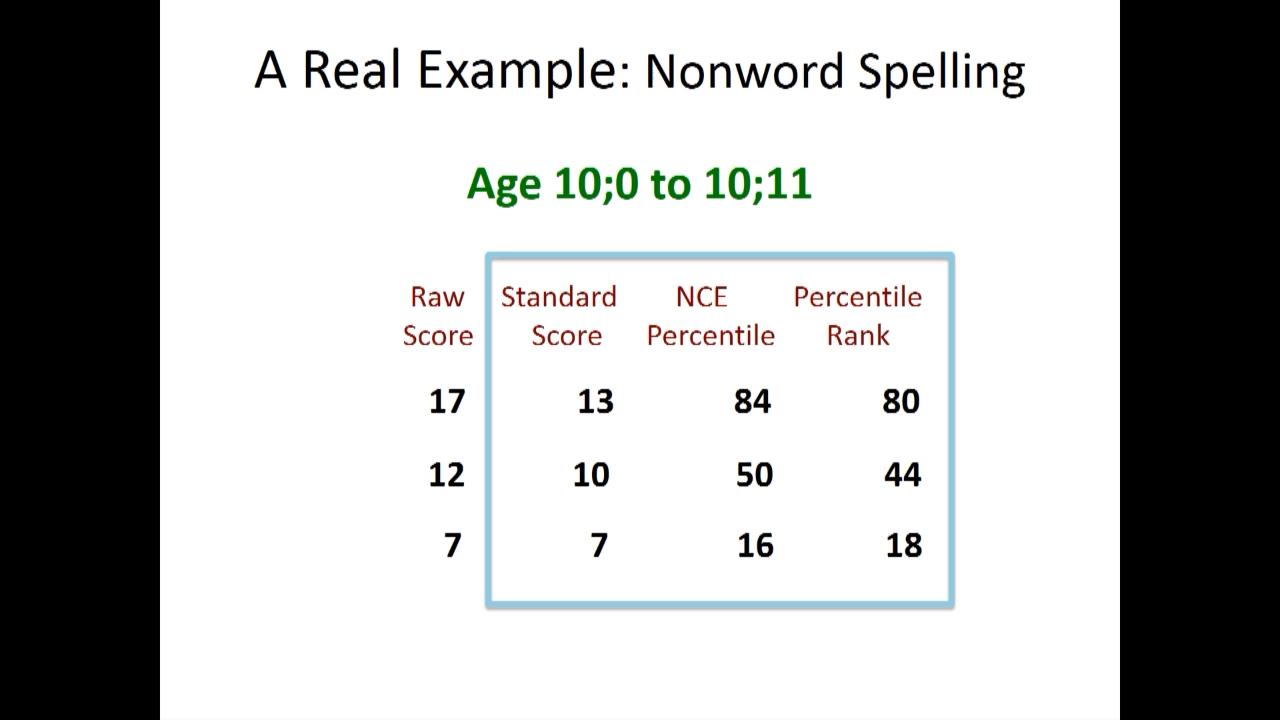 A Real Example: Nonword Spelling
Age 10;0 to 10;11
Raw Standard NCE Percentile
Score Score Percentile Rank
17 13 84 80
12 10 50 44
7 7 16 18